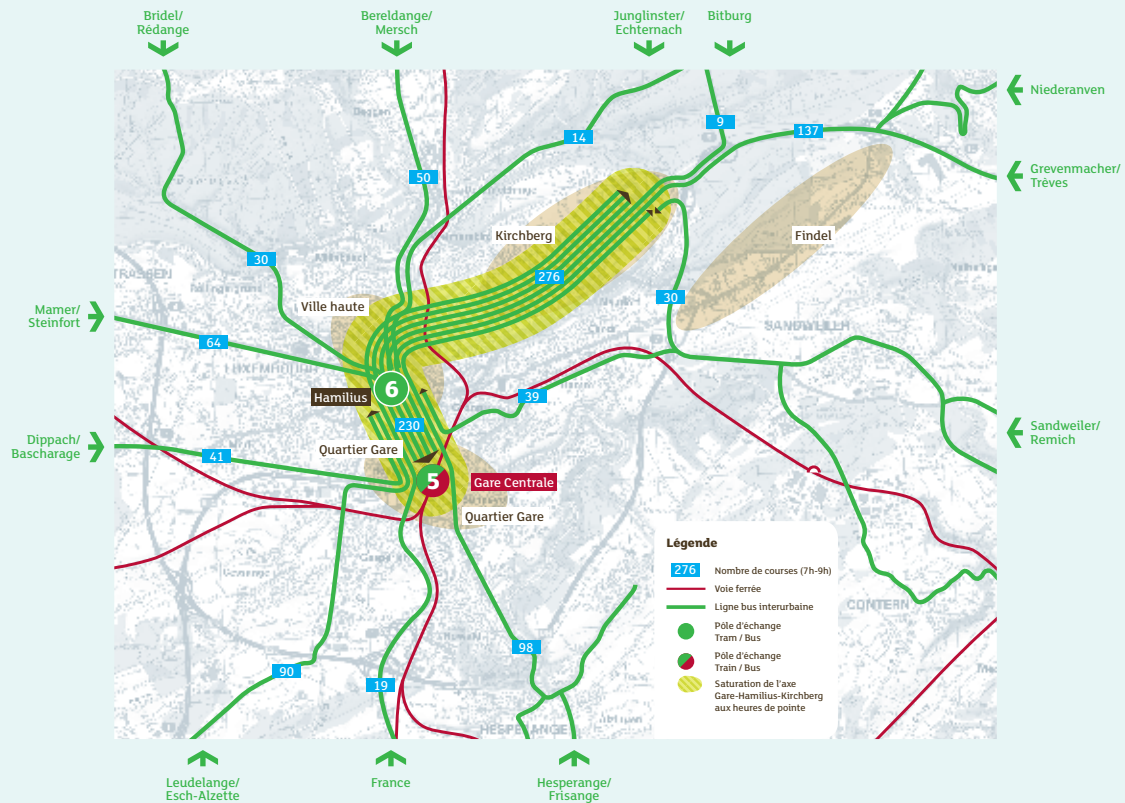 Bridel/
Rédange
Bereldange/
Mersch
Junglinster/
Echternach
Bitburg
Niederanven
9
137
14
Grevenmacher/
Trèves
50
Kirchberg
Findel
30
276
30
Ville haute
Mamer/
Steinfort
SANDWEILER
64
6
Hamilius
39
230
Dippach/
Bascharage
Sandweiler/
Remich
Quartier Gare
41
5
Gare Centrale
Quartier Gare
Légende
276
Nombre de courses (7h-9h)
Voie ferrée
Ligne bus interurbaine
CONTERN
Pôle d'échange
Tram / Bus
Pôle d'échange
Train / Bus
98
90
19
Saturation de l'axe
Gare-Hamilius-Kirchberg
aux heures de pointe
HESPERANGE
Leudelange/
Esch-Alzette
France
Hesperange/
Frisange